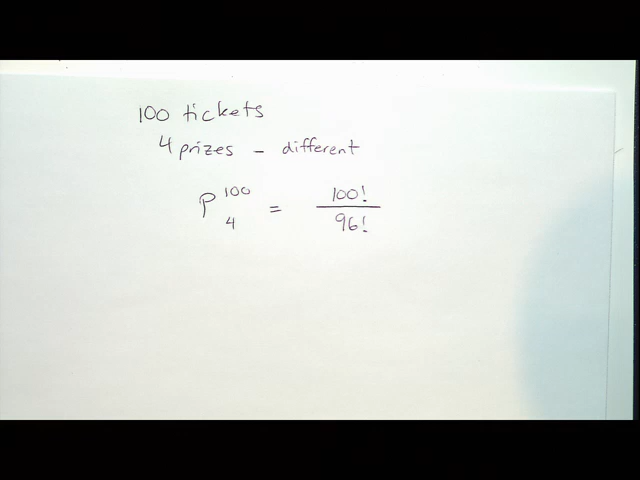 100 tickets
4 prizes - different
P 100 4 = 100! / 96!